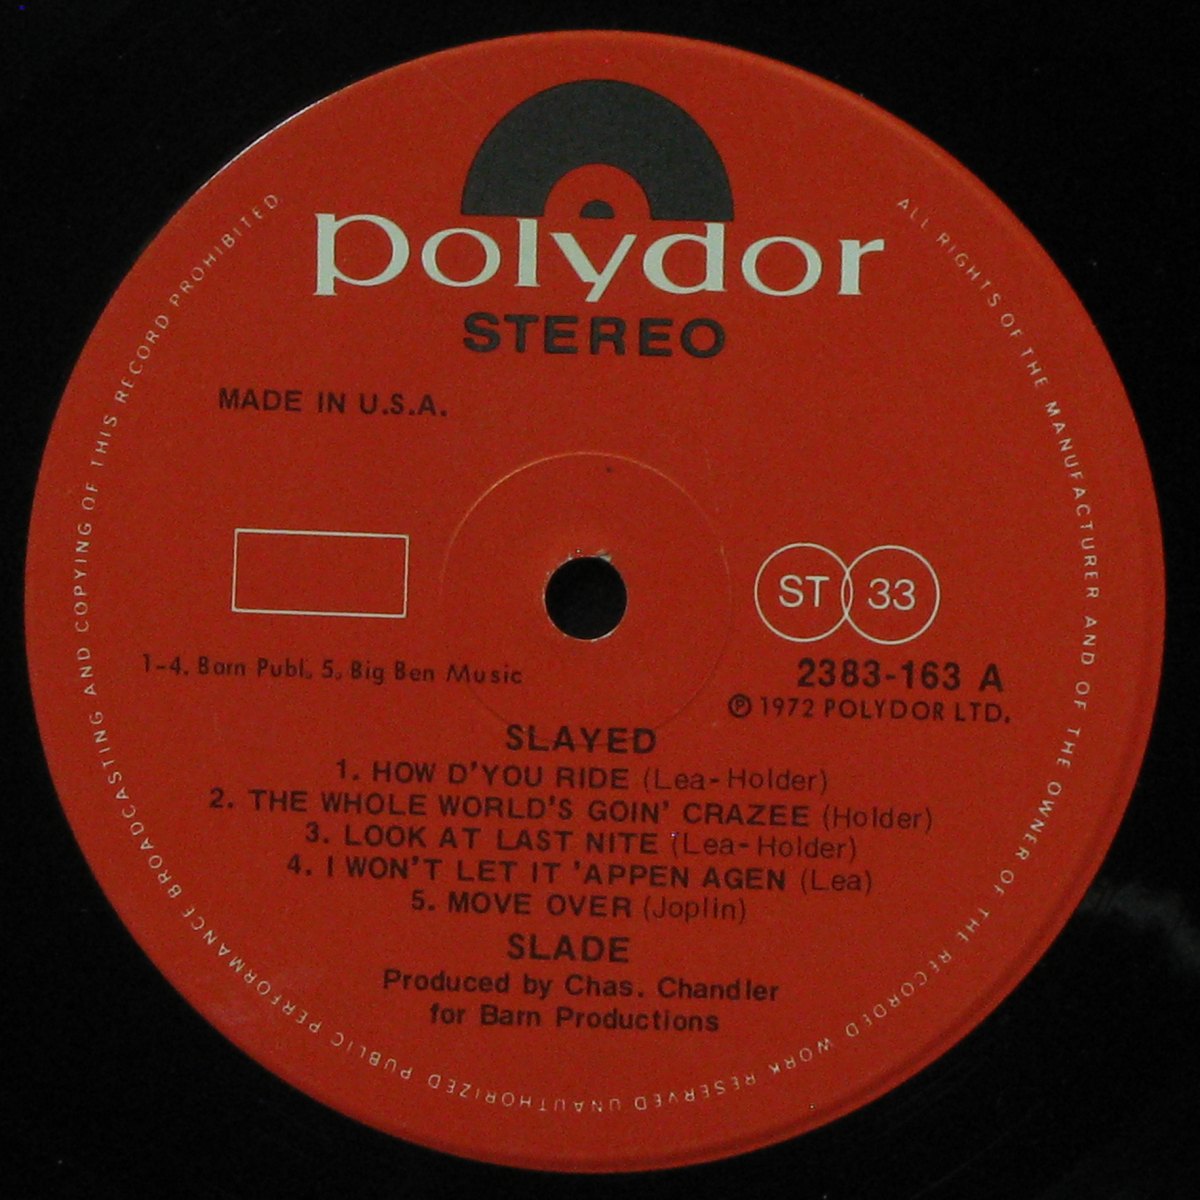 polydor
STEREO
MADE IN U.S.A.
ST 33
1-4. Barn Publ. 5. Big Ben Music
2383-163 A
Ⓟ 1972 POLYDOR LTD.
SLAYED
1. HOW D'YOU RIDE (Lea-Holder)
2. THE WHOLE WORLD'S GOIN' CRAZEE (Holder)
3. LOOK AT LAST NITE (Lea-Holder)
4. I WON'T LET IT 'APPEN AGEN (Lea)
5. MOVE OVER (Joplin)
SLADE
Produced by Chas. Chandler
for Barn Productions
ALL RIGHTS OF THE MANUFACTURER AND OF THE OWNER OF THE RECORDED WORK RESERVED UNAUTHORIZED PUBLIC PERFORMANCE BROADCASTING AND COPYING OF THIS RECORD PROHIBITED